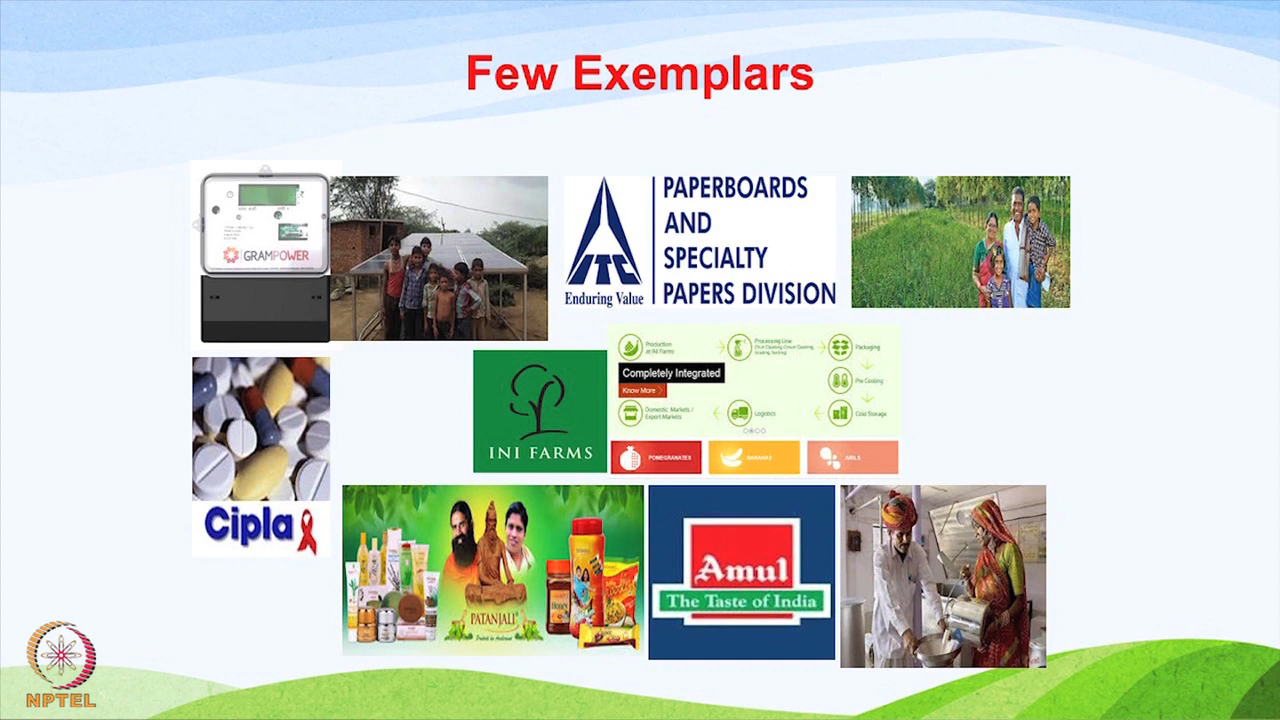 Few Exemplars
GRAMPOWER
ITC
Enduring Value
PAPERBOARDS
AND
SPECIALTY
PAPERS DIVISION
Cipla
INI FARMS
Production
at INI Farms
Processing Line
Packaging
Completely Integrated
Know More
Pre Cooling
Domestic Markets /
Export Markets
Logistics
Cold Storage
POMEGRANATES
BANANAS
ARILS
PATANJALI
Honey
Amul
The Taste of India
NPTEL